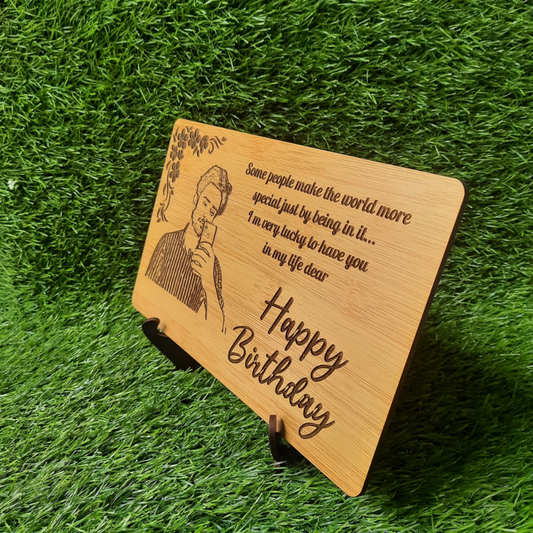 Some people make the world more
special just by being in it...
I m very lucky to have you
in my life dear
Happy
Birthday